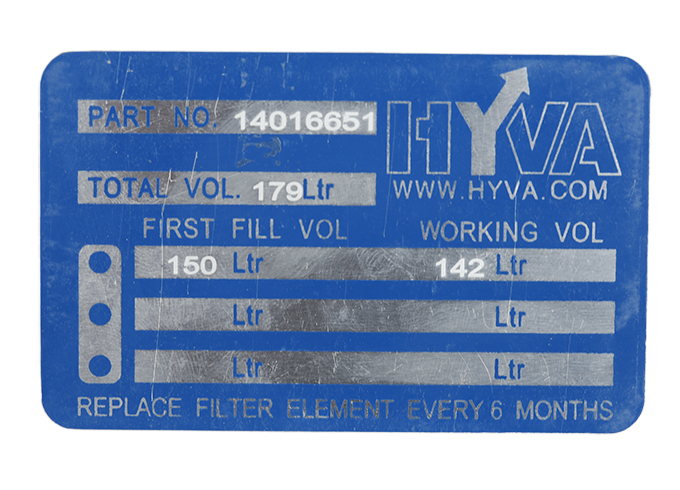 PART NO. 14016651
HYVA
TOTAL VOL. 179Ltr
WWW.HYVA.COM
FIRST FILL VOL WORKING VOL
150 Ltr 142 Ltr
Ltr Ltr
Ltr Ltr
REPLACE FILTER ELEMENT EVERY 6 MONTHS